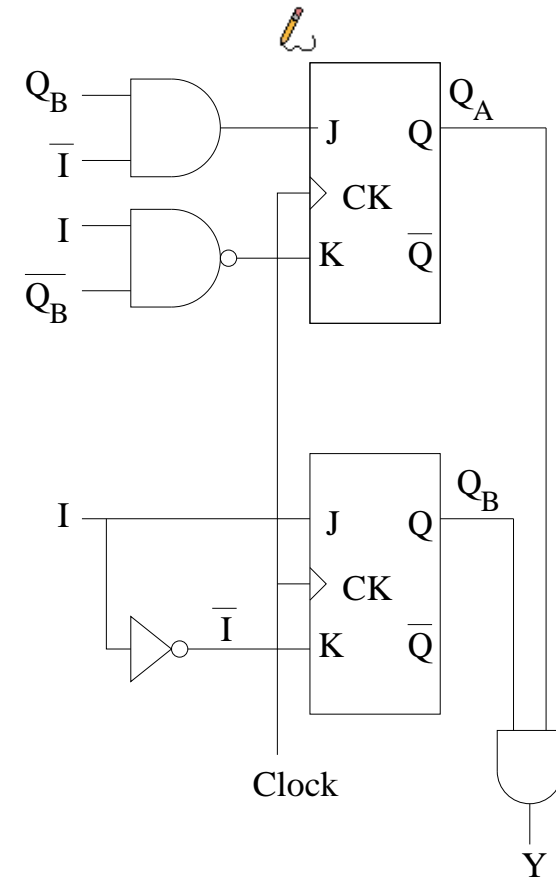 Q_B
Q_A
J Q
I̅
CK
I
K Q̅
Q̅_B̅
Q_B
I J Q
CK
I̅
K Q̅
Clock
Y